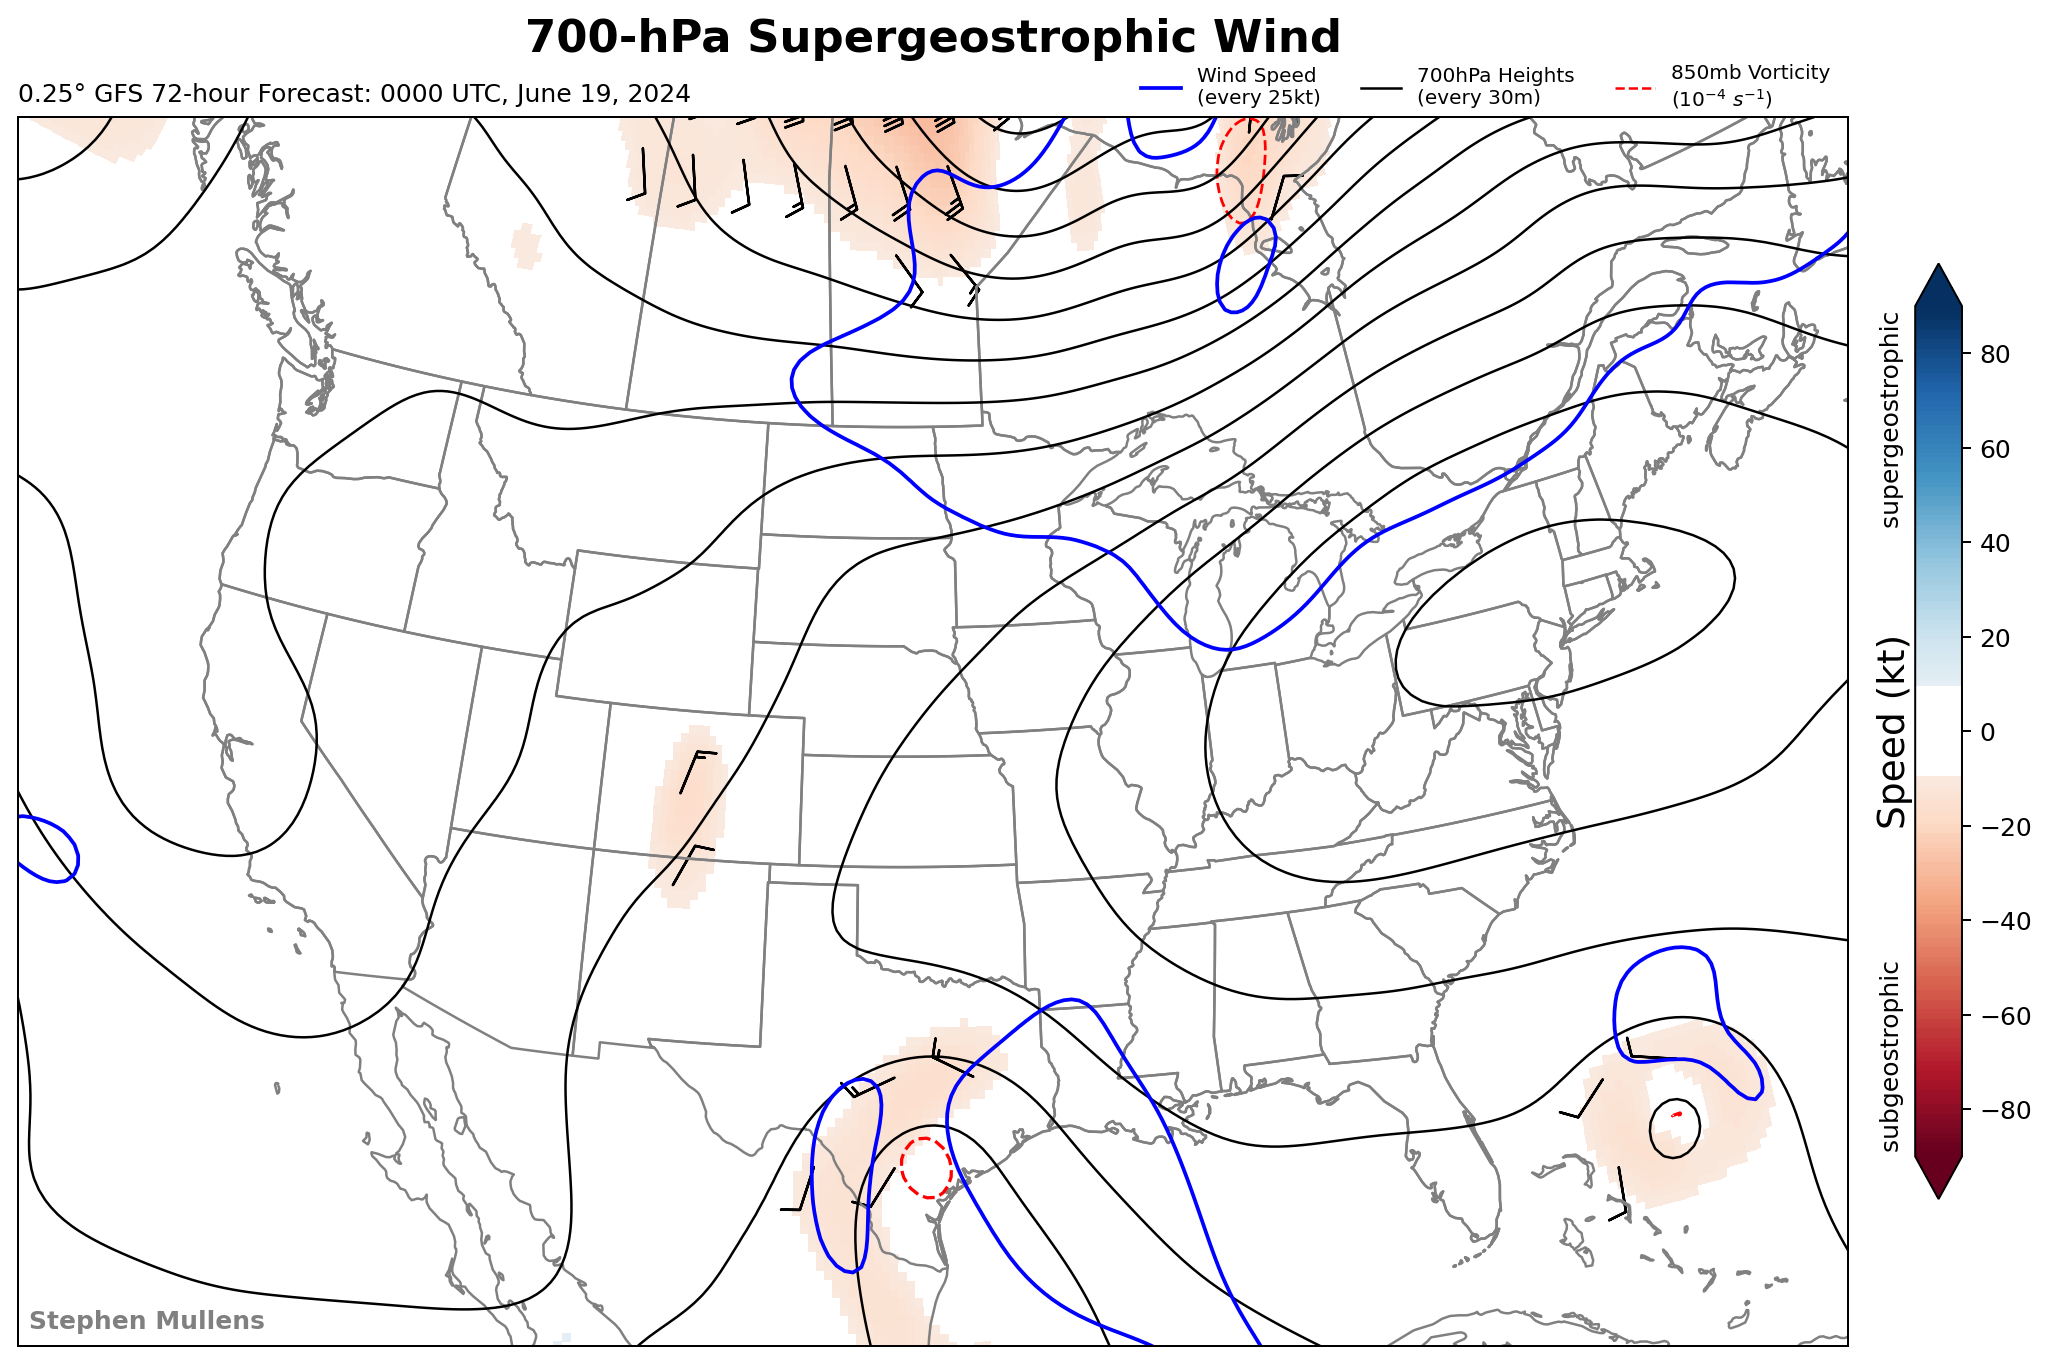 700-hPa Supergeostrophic Wind
0.25° GFS 72-hour Forecast: 0000 UTC, June 19, 2024
Wind Speed
(every 25kt)
700hPa Heights
(every 30m)
850mb Vorticity
(10⁻⁴ s⁻¹)
supergeostrophic
Speed (kt)
subgeostrophic
80
60
40
20
0
−20
−40
−60
−80
Stephen Mullens